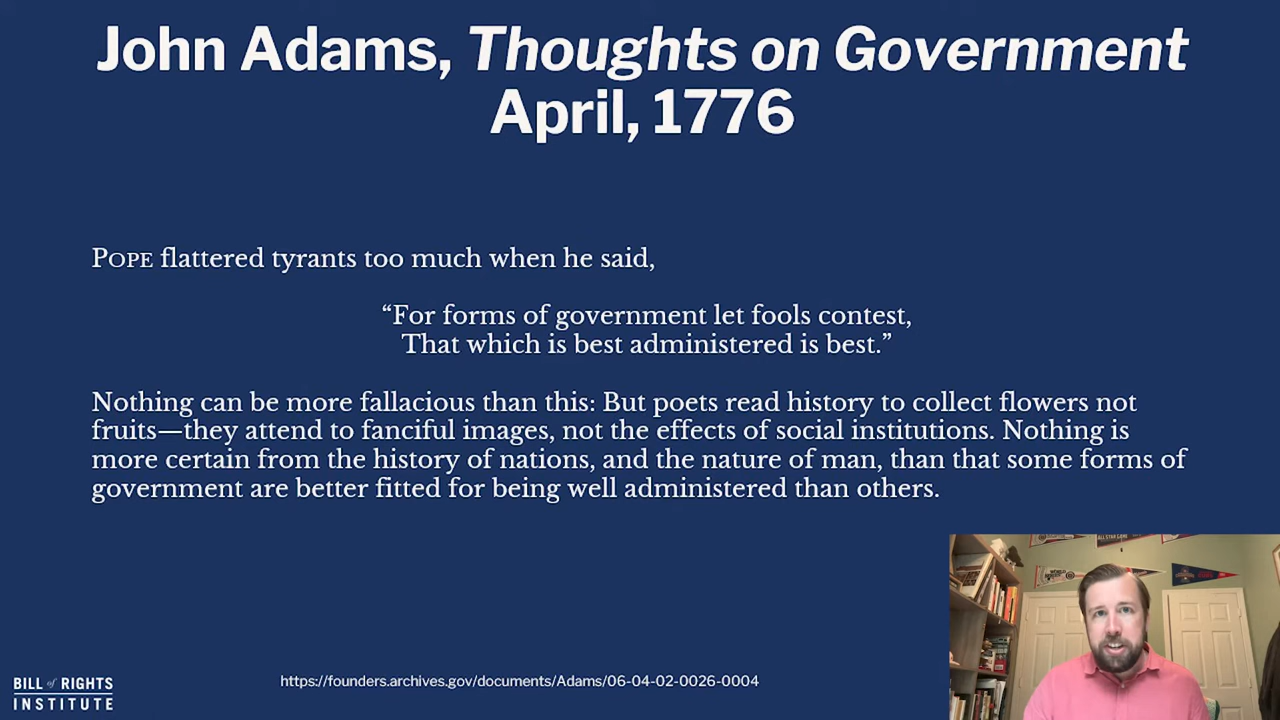 John Adams, Thoughts on Government
April, 1776
POPE flattered tyrants too much when he said,
“For forms of government let fools contest,
That which is best administered is best.”
Nothing can be more fallacious than this: But poets read history to collect flowers not
fruits—they attend to fanciful images, not the effects of social institutions. Nothing is
more certain from the history of nations, and the nature of man, than that some forms of
government are better fitted for being well administered than others.
BILL of RIGHTS
INSTITUTE
https://founders.archives.gov/documents/Adams/06-04-02-0026-0004